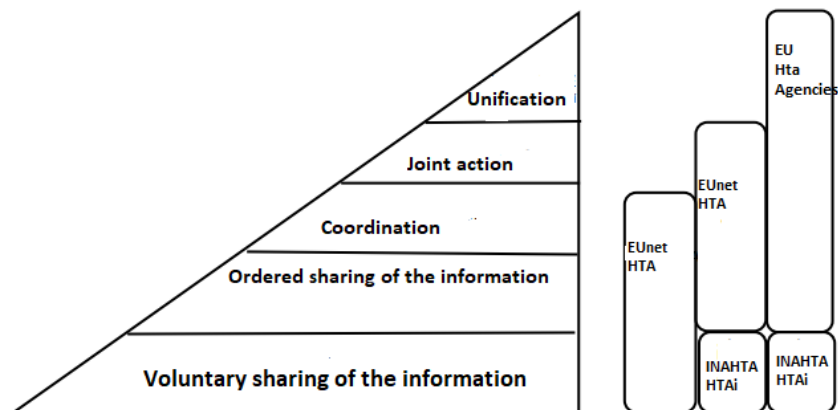 Unification
Joint action
Coordination
Ordered sharing of the information
Voluntary sharing of the information
EUnet
HTA
EUnet
HTA
INAHTA
HTAi
EU
Hta
Agencies
INAHTA
HTAi